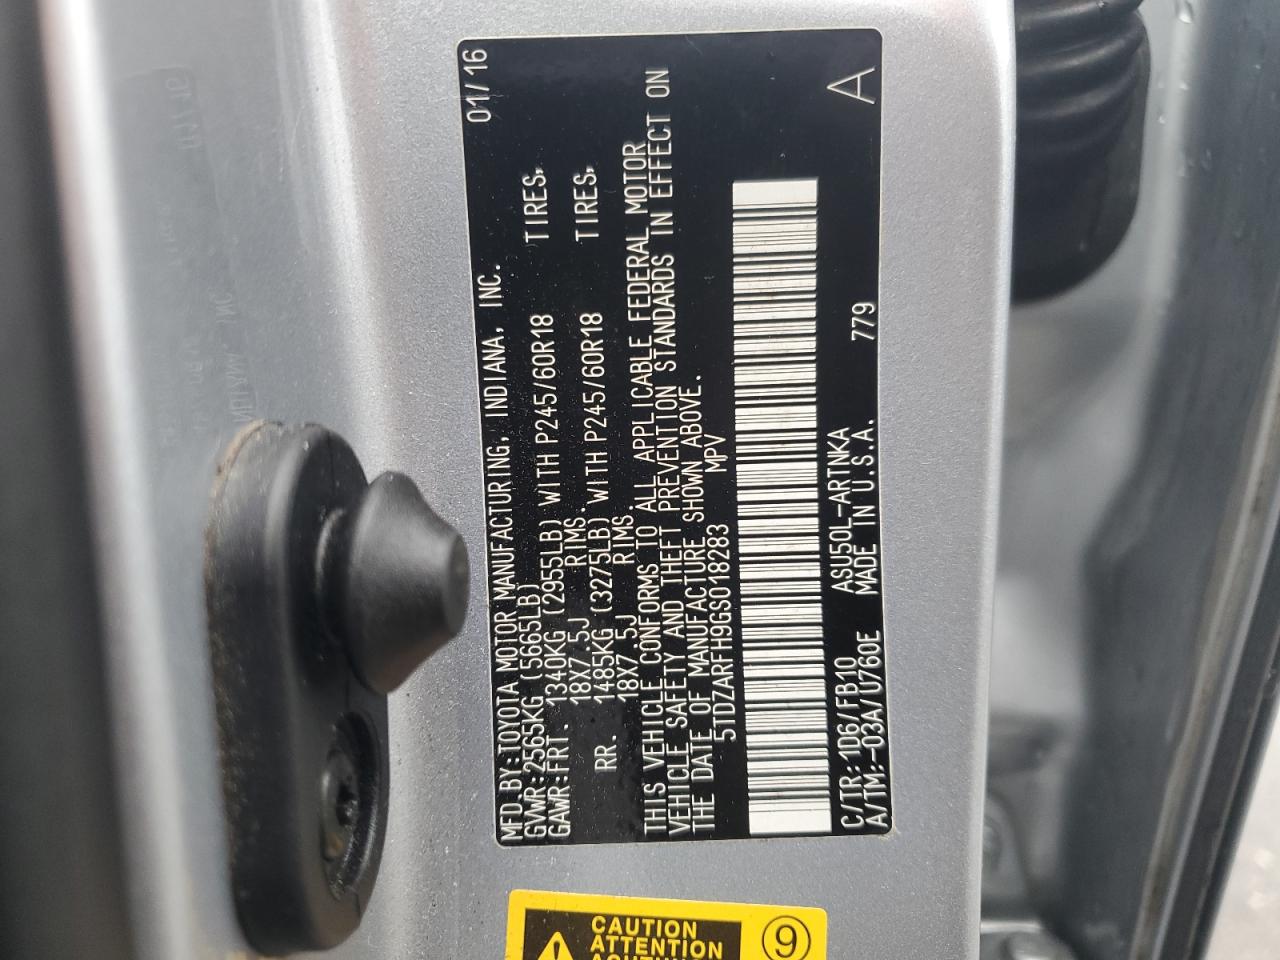 MFD.BY:TOYOTA MOTOR MANUFACTURING, INDIANA, INC. 01/16
GVWR:2565KG (5665LB)
GAWR:FRT. 1340KG (2955LB) WITH P245/60R18 TIRES,
18X7.5J RIMS.
RR. 1485KG (3275LB) WITH P245/60R18 TIRES,
18X7.5J RIMS.
THIS VEHICLE CONFORMS TO ALL APPLICABLE FEDERAL MOTOR
VEHICLE SAFETY AND THEFT PREVENTION STANDARDS IN EFFECT ON
THE DATE OF MANUFACTURE SHOWN ABOVE.
5TDZARFH9GS018283 MPV
C/TR:1D6/FB10 ASU50L-ARTNKA 779 A
A/TM:-03A/U760E MADE IN U.S.A.
CAUTION
ATTENTION
9